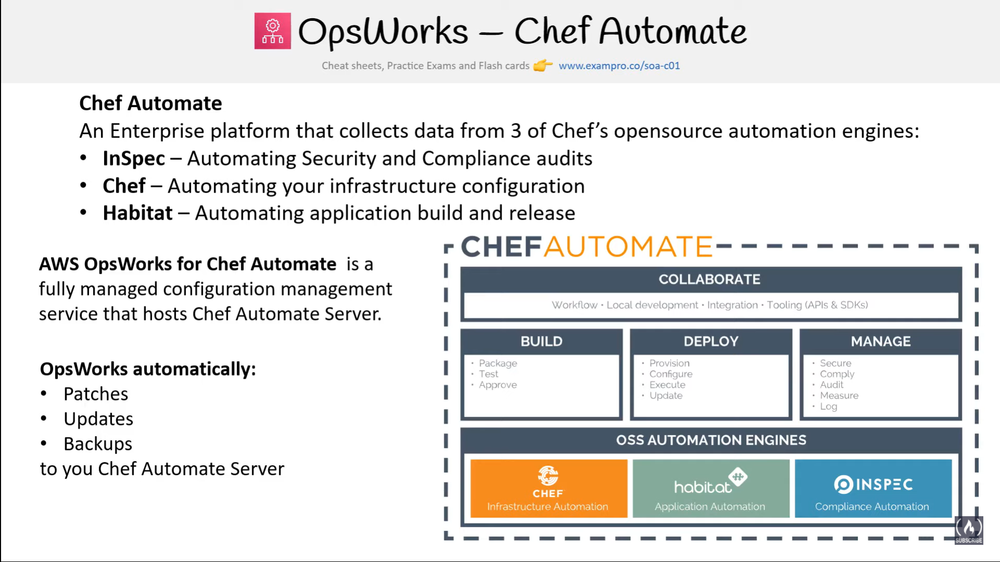 OpsWorks – Chef Automate
Cheat sheets, Practice Exams and Flash cards 👉 www.exampro.co/soa-c01
Chef Automate
An Enterprise platform that collects data from 3 of Chef’s opensource automation engines:
• InSpec – Automating Security and Compliance audits
• Chef – Automating your infrastructure configuration
• Habitat – Automating application build and release
AWS OpsWorks for Chef Automate is a
fully managed configuration management
service that hosts Chef Automate Server.
OpsWorks automatically:
• Patches
• Updates
• Backups
to you Chef Automate Server
CHEFAUTOMATE
COLLABORATE
Workflow • Local development • Integration • Tooling (APIs & SDKs)
BUILD
• Package
• Test
• Approve
DEPLOY
• Provision
• Configure
• Execute
• Update
MANAGE
• Secure
• Comply
• Audit
• Measure
• Log
OSS AUTOMATION ENGINES
CHEF
Infrastructure Automation
habitat
Application Automation
INSPEC
Compliance Automation
SUBSCRIBE